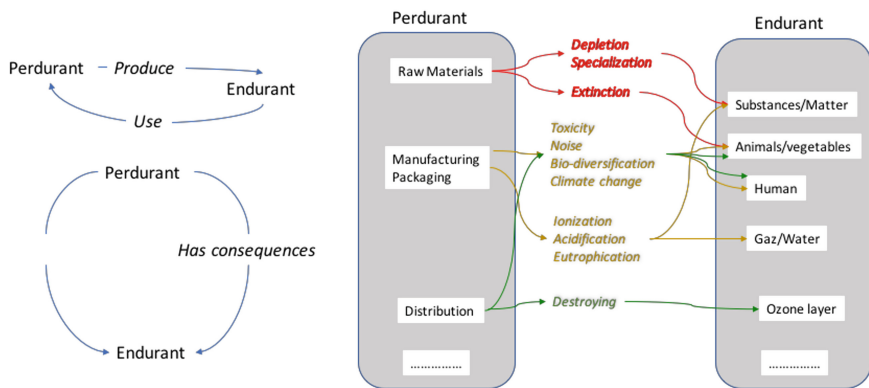 Perdurant
Produce
Endurant
Use
Perdurant
Has consequences
Endurant
Perdurant
Raw Materials
Manufacturing
Packaging
Distribution
……………
Depletion
Specialization
Extinction
Toxicity
Noise
Bio-diversification
Climate change
Ionization
Acidification
Eutrophication
Destroying
Endurant
Substances/Matter
Animals/vegetables
Human
Gaz/Water
Ozone layer
……………